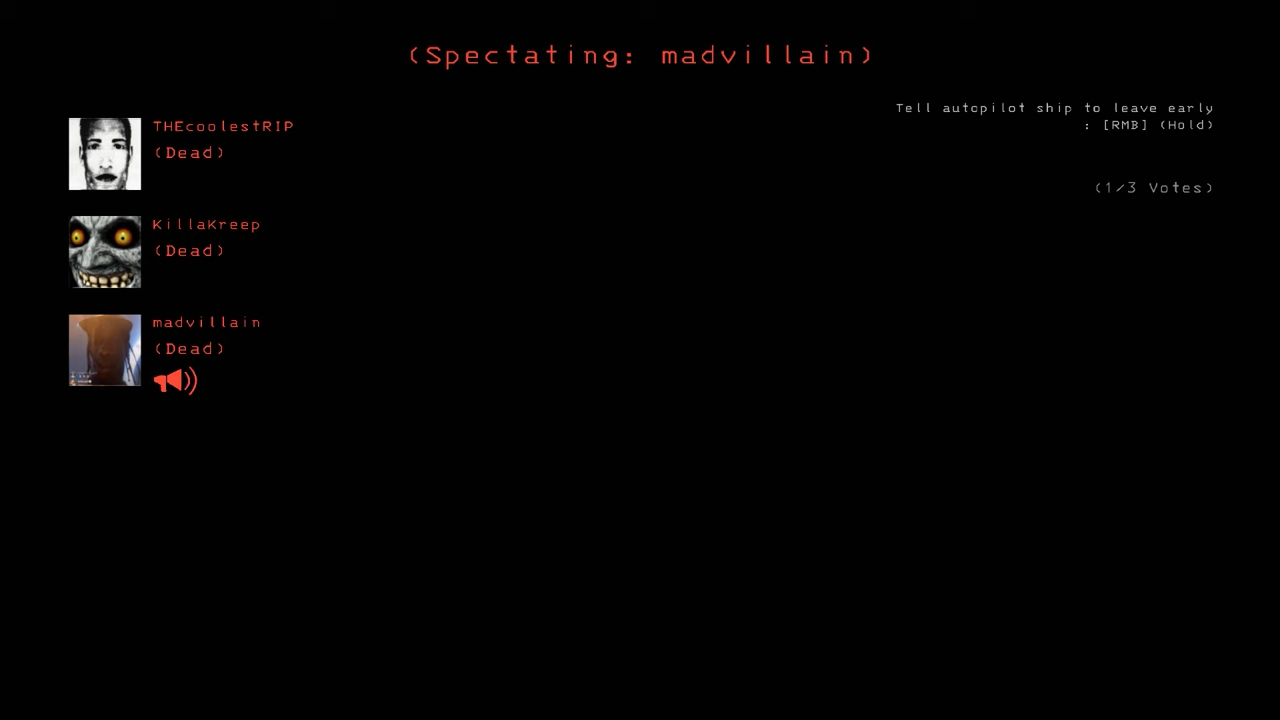 (Spectating: madvillain)
Tell autopilot ship to leave early
: [RMB] (Hold)
(1/3 Votes)
THEcoolestRIP
(Dead)
KillaKreep
(Dead)
madvillain
(Dead)